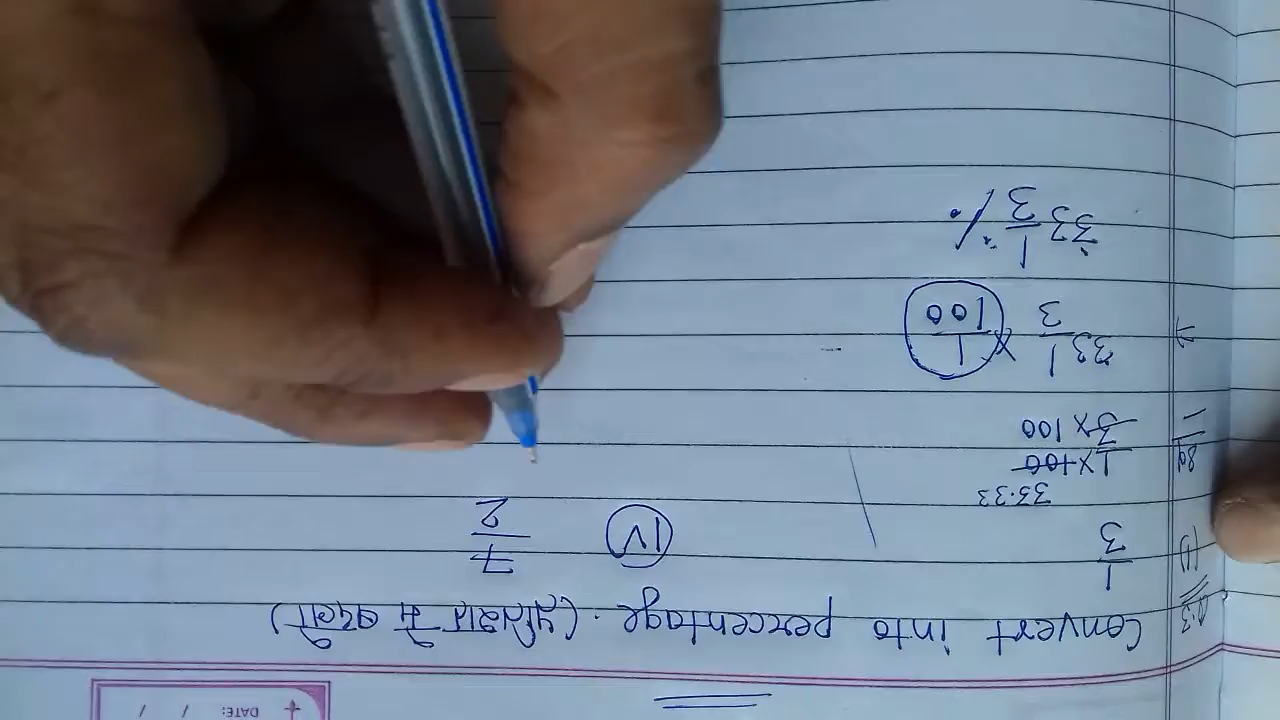 DATE: / /
Q.3 Convert into percentage. (प्रतिशत में बदलो)
(i) 1/3
(iv) 7/2
33.33
sol 1×100/3×100
⇒ 33 1/3 × 1/100
33 1/3 %